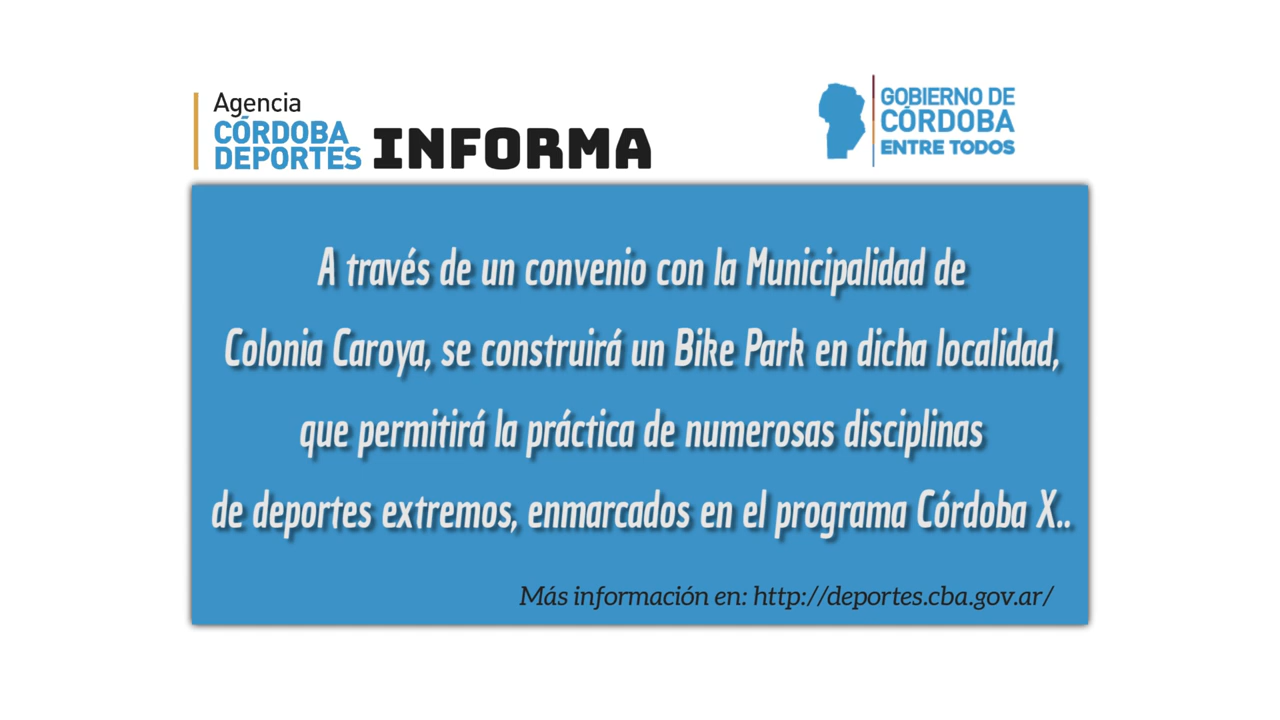 Agencia
CÓRDOBA
DEPORTES INFORMA
GOBIERNO DE
CÓRDOBA
ENTRE TODOS
A través de un convenio con la Municipalidad de
Colonia Caroya, se construirá un Bike Park en dicha localidad,
que permitirá la práctica de numerosas disciplinas
de deportes extremos, enmarcados en el programa Córdoba X..
Más información en: http://deportes.cba.gov.ar/